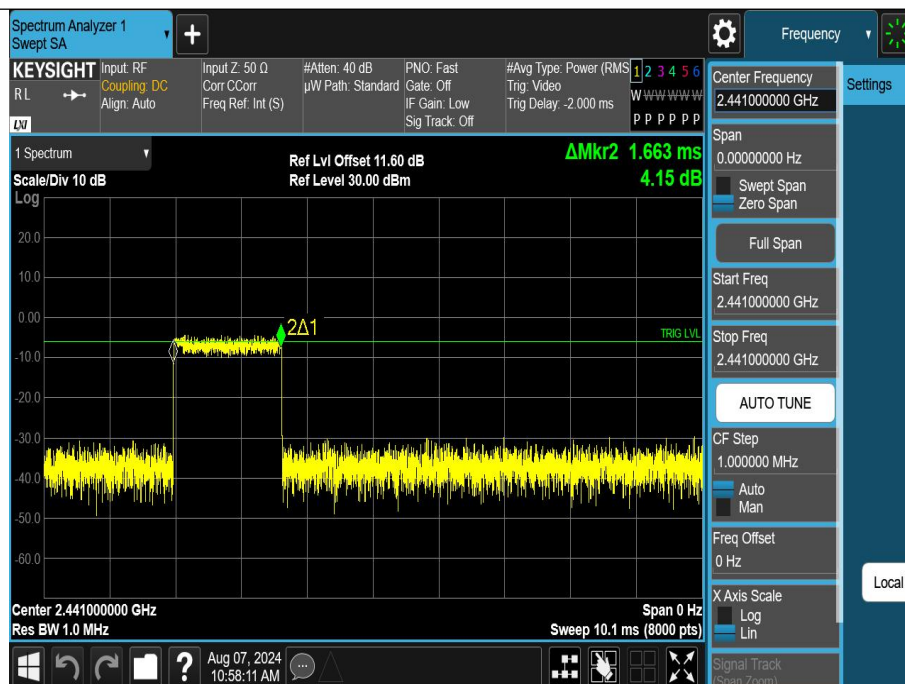 Spectrum Analyzer 1
Swept SA
Frequency
KEYSIGHT
RL
LXI
Input: RF
Coupling: DC
Align: Auto
Input Z: 50 Ω
Corr CCorr
Freq Ref: Int (S)
#Atten: 40 dB
µW Path: Standard
PNO: Fast
Gate: Off
IF Gain: Low
Sig Track: Off
#Avg Type: Power (RMS
Trig: Video
Trig Delay: -2.000 ms
1 2 3 4 5 6
W W W W W W
P P P P P P
1 Spectrum
Scale/Div 10 dB
Ref Lvl Offset 11.60 dB
Ref Level 30.00 dBm
ΔMkr2 1.663 ms
4.15 dB
Log
20.0
10.0
0.00
-10.0
-20.0
-30.0
-40.0
-50.0
-60.0
2Δ1
TRIG LVL
Center 2.441000000 GHz
Res BW 1.0 MHz
Span 0 Hz
Sweep 10.1 ms (8000 pts)
Center Frequency
2.441000000 GHz
Settings
Span
0.00000000 Hz
Swept Span
Zero Span
Full Span
Start Freq
2.441000000 GHz
Stop Freq
2.441000000 GHz
AUTO TUNE
CF Step
1.000000 MHz
Auto
Man
Freq Offset
0 Hz
X Axis Scale
Log
Lin
Local
Signal Track
(Span Zoom)
Aug 07, 2024
10:58:11 AM